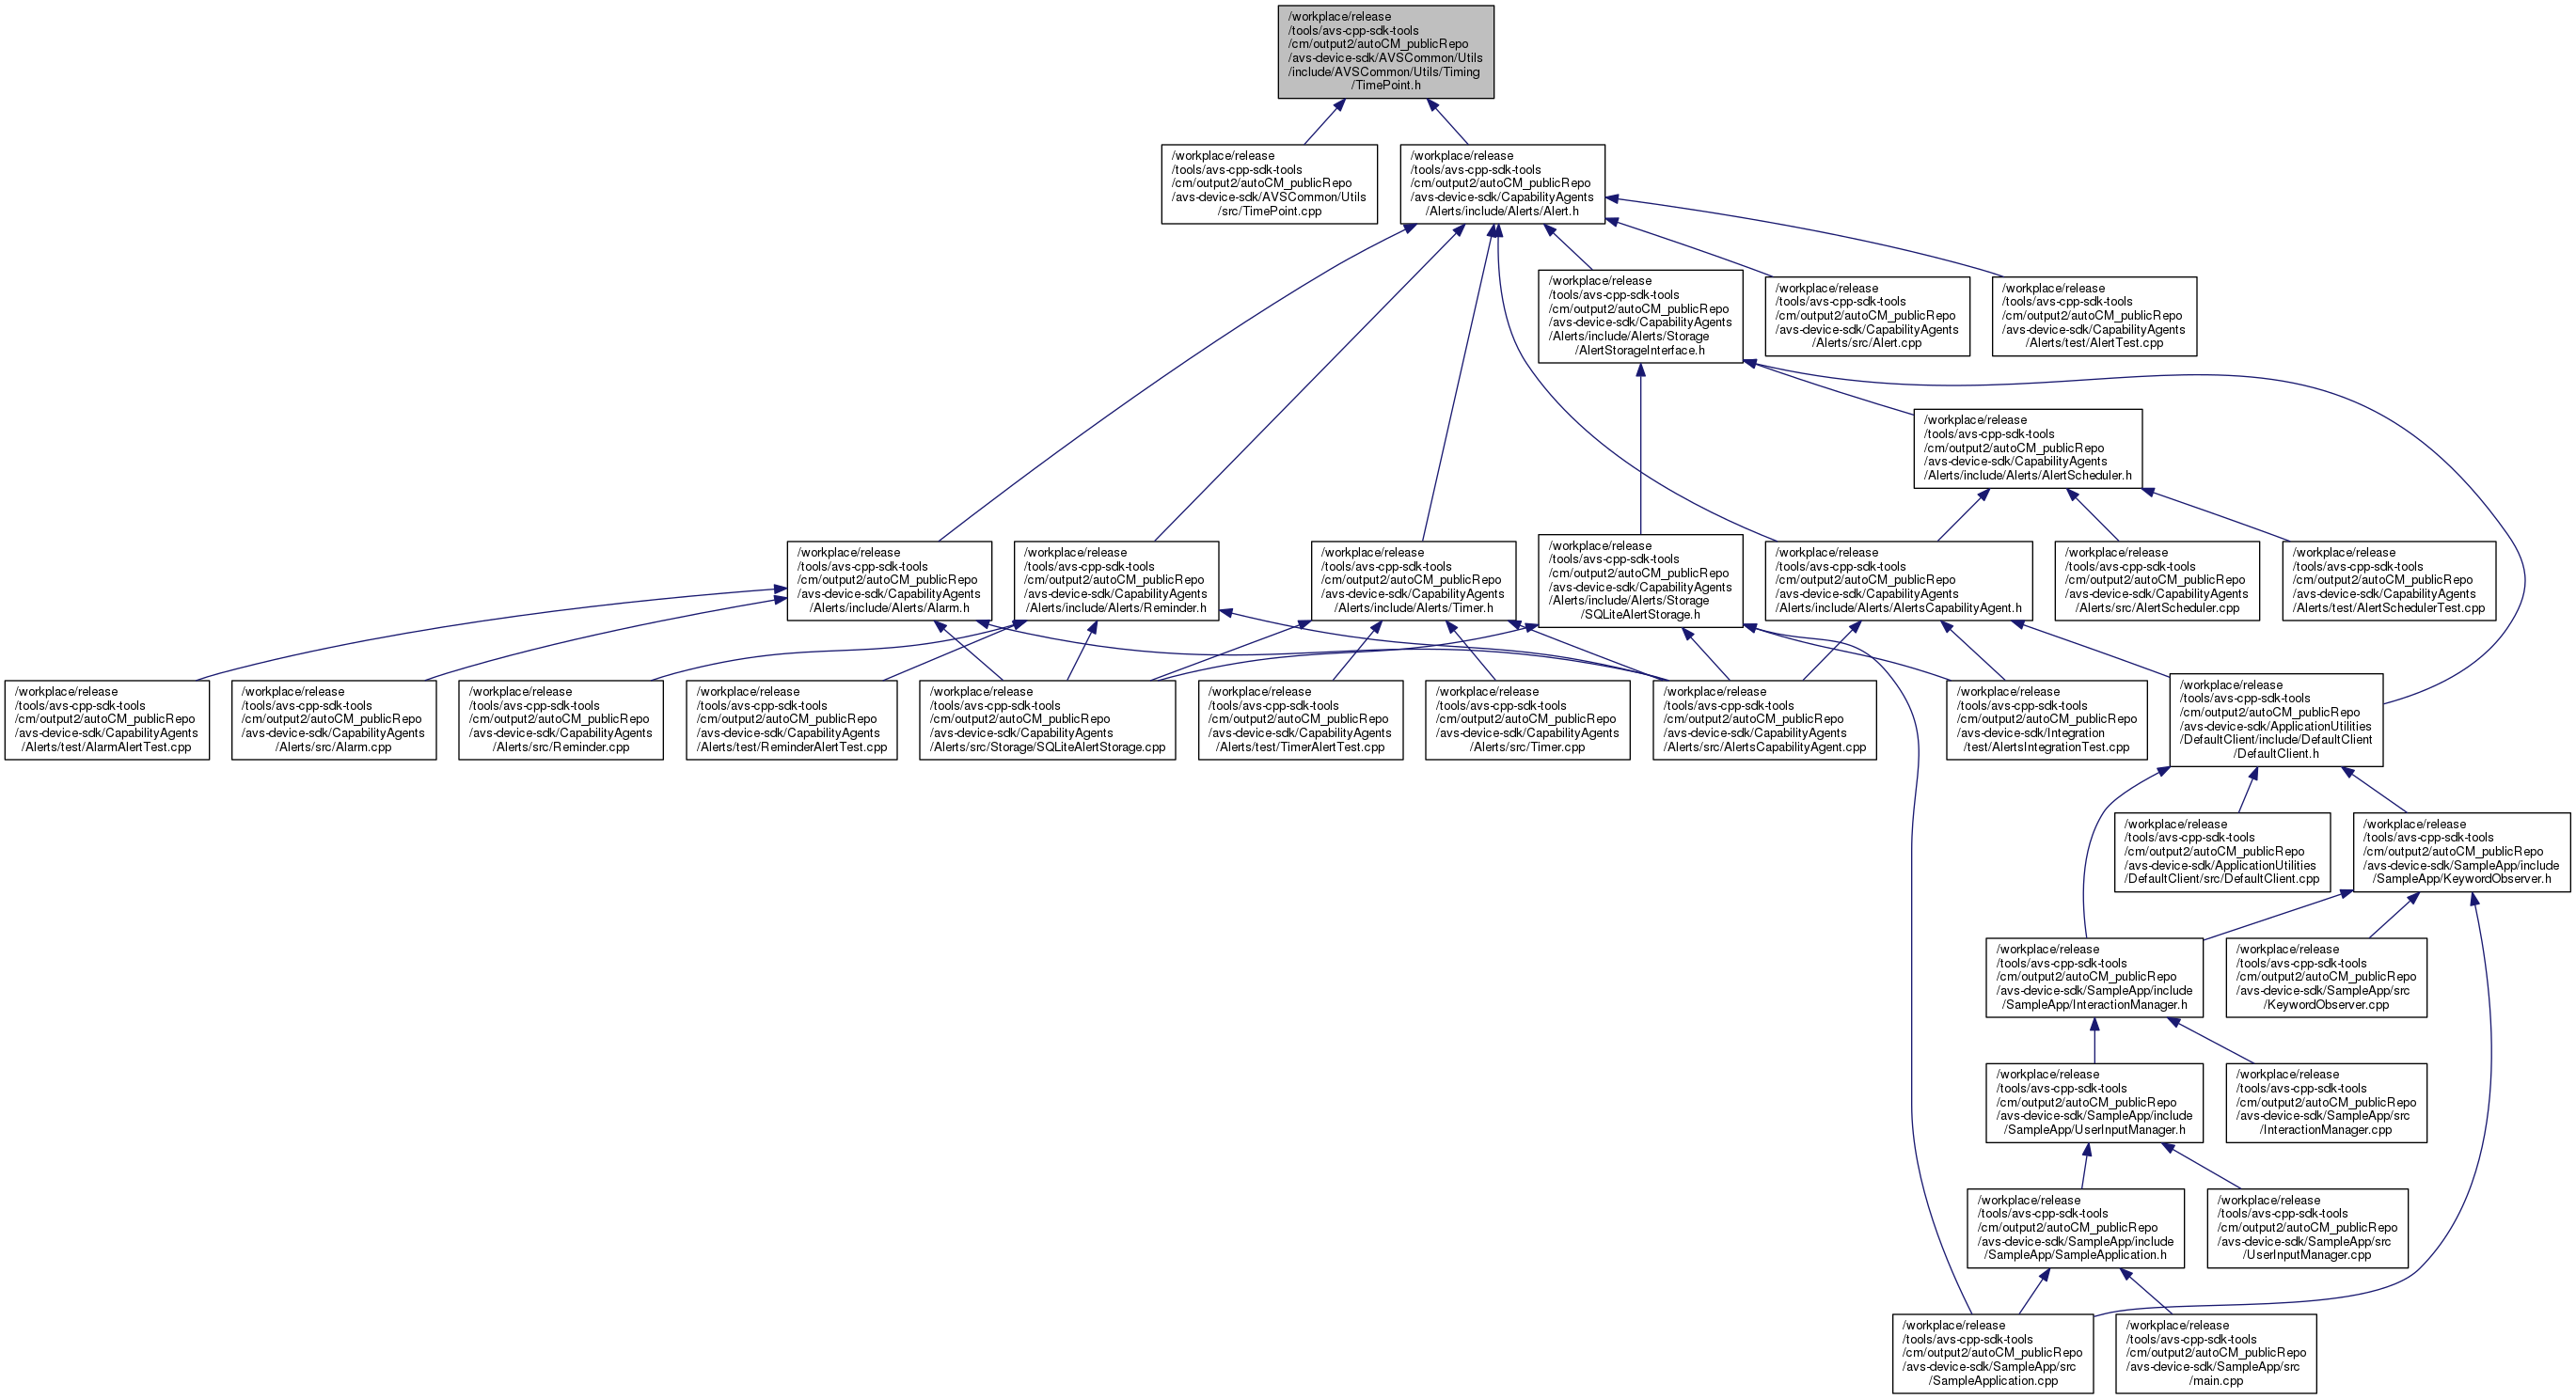 /workplace/release
/tools/avs-cpp-sdk-tools
/cm/output2/autoCM_publicRepo
/avs-device-sdk/AVSCommon/Utils
/include/AVSCommon/Utils/Timing
/TimePoint.h
/workplace/release
/tools/avs-cpp-sdk-tools
/cm/output2/autoCM_publicRepo
/avs-device-sdk/AVSCommon/Utils
/src/TimePoint.cpp
/workplace/release
/tools/avs-cpp-sdk-tools
/cm/output2/autoCM_publicRepo
/avs-device-sdk/CapabilityAgents
/Alerts/include/Alerts/Alert.h
/workplace/release
/tools/avs-cpp-sdk-tools
/cm/output2/autoCM_publicRepo
/avs-device-sdk/CapabilityAgents
/Alerts/include/Alerts/Storage
/AlertStorageInterface.h
/workplace/release
/tools/avs-cpp-sdk-tools
/cm/output2/autoCM_publicRepo
/avs-device-sdk/CapabilityAgents
/Alerts/src/Alert.cpp
/workplace/release
/tools/avs-cpp-sdk-tools
/cm/output2/autoCM_publicRepo
/avs-device-sdk/CapabilityAgents
/Alerts/test/AlertTest.cpp
/workplace/release
/tools/avs-cpp-sdk-tools
/cm/output2/autoCM_publicRepo
/avs-device-sdk/CapabilityAgents
/Alerts/include/Alerts/AlertScheduler.h
/workplace/release
/tools/avs-cpp-sdk-tools
/cm/output2/autoCM_publicRepo
/avs-device-sdk/CapabilityAgents
/Alerts/include/Alerts/Alarm.h
/workplace/release
/tools/avs-cpp-sdk-tools
/cm/output2/autoCM_publicRepo
/avs-device-sdk/CapabilityAgents
/Alerts/include/Alerts/Reminder.h
/workplace/release
/tools/avs-cpp-sdk-tools
/cm/output2/autoCM_publicRepo
/avs-device-sdk/CapabilityAgents
/Alerts/include/Alerts/Timer.h
/workplace/release
/tools/avs-cpp-sdk-tools
/cm/output2/autoCM_publicRepo
/avs-device-sdk/CapabilityAgents
/Alerts/include/Alerts/Storage
/SQLiteAlertStorage.h
/workplace/release
/tools/avs-cpp-sdk-tools
/cm/output2/autoCM_publicRepo
/avs-device-sdk/CapabilityAgents
/Alerts/include/Alerts/AlertsCapabilityAgent.h
/workplace/release
/tools/avs-cpp-sdk-tools
/cm/output2/autoCM_publicRepo
/avs-device-sdk/CapabilityAgents
/Alerts/src/AlertScheduler.cpp
/workplace/release
/tools/avs-cpp-sdk-tools
/cm/output2/autoCM_publicRepo
/avs-device-sdk/CapabilityAgents
/Alerts/test/AlertSchedulerTest.cpp
/workplace/release
/tools/avs-cpp-sdk-tools
/cm/output2/autoCM_publicRepo
/avs-device-sdk/CapabilityAgents
/Alerts/test/AlarmAlertTest.cpp
/workplace/release
/tools/avs-cpp-sdk-tools
/cm/output2/autoCM_publicRepo
/avs-device-sdk/CapabilityAgents
/Alerts/src/Alarm.cpp
/workplace/release
/tools/avs-cpp-sdk-tools
/cm/output2/autoCM_publicRepo
/avs-device-sdk/CapabilityAgents
/Alerts/src/Reminder.cpp
/workplace/release
/tools/avs-cpp-sdk-tools
/cm/output2/autoCM_publicRepo
/avs-device-sdk/CapabilityAgents
/Alerts/test/ReminderAlertTest.cpp
/workplace/release
/tools/avs-cpp-sdk-tools
/cm/output2/autoCM_publicRepo
/avs-device-sdk/CapabilityAgents
/Alerts/src/Storage/SQLiteAlertStorage.cpp
/workplace/release
/tools/avs-cpp-sdk-tools
/cm/output2/autoCM_publicRepo
/avs-device-sdk/CapabilityAgents
/Alerts/test/TimerAlertTest.cpp
/workplace/release
/tools/avs-cpp-sdk-tools
/cm/output2/autoCM_publicRepo
/avs-device-sdk/CapabilityAgents
/Alerts/src/Timer.cpp
/workplace/release
/tools/avs-cpp-sdk-tools
/cm/output2/autoCM_publicRepo
/avs-device-sdk/CapabilityAgents
/Alerts/src/AlertsCapabilityAgent.cpp
/workplace/release
/tools/avs-cpp-sdk-tools
/cm/output2/autoCM_publicRepo
/avs-device-sdk/Integration
/test/AlertsIntegrationTest.cpp
/workplace/release
/tools/avs-cpp-sdk-tools
/cm/output2/autoCM_publicRepo
/avs-device-sdk/ApplicationUtilities
/DefaultClient/include/DefaultClient
/DefaultClient.h
/workplace/release
/tools/avs-cpp-sdk-tools
/cm/output2/autoCM_publicRepo
/avs-device-sdk/ApplicationUtilities
/DefaultClient/src/DefaultClient.cpp
/workplace/release
/tools/avs-cpp-sdk-tools
/cm/output2/autoCM_publicRepo
/avs-device-sdk/SampleApp/include
/SampleApp/KeywordObserver.h
/workplace/release
/tools/avs-cpp-sdk-tools
/cm/output2/autoCM_publicRepo
/avs-device-sdk/SampleApp/include
/SampleApp/InteractionManager.h
/workplace/release
/tools/avs-cpp-sdk-tools
/cm/output2/autoCM_publicRepo
/avs-device-sdk/SampleApp/src
/KeywordObserver.cpp
/workplace/release
/tools/avs-cpp-sdk-tools
/cm/output2/autoCM_publicRepo
/avs-device-sdk/SampleApp/include
/SampleApp/UserInputManager.h
/workplace/release
/tools/avs-cpp-sdk-tools
/cm/output2/autoCM_publicRepo
/avs-device-sdk/SampleApp/src
/InteractionManager.cpp
/workplace/release
/tools/avs-cpp-sdk-tools
/cm/output2/autoCM_publicRepo
/avs-device-sdk/SampleApp/include
/SampleApp/SampleApplication.h
/workplace/release
/tools/avs-cpp-sdk-tools
/cm/output2/autoCM_publicRepo
/avs-device-sdk/SampleApp/src
/UserInputManager.cpp
/workplace/release
/tools/avs-cpp-sdk-tools
/cm/output2/autoCM_publicRepo
/avs-device-sdk/SampleApp/src
/SampleApplication.cpp
/workplace/release
/tools/avs-cpp-sdk-tools
/cm/output2/autoCM_publicRepo
/avs-device-sdk/SampleApp/src
/main.cpp